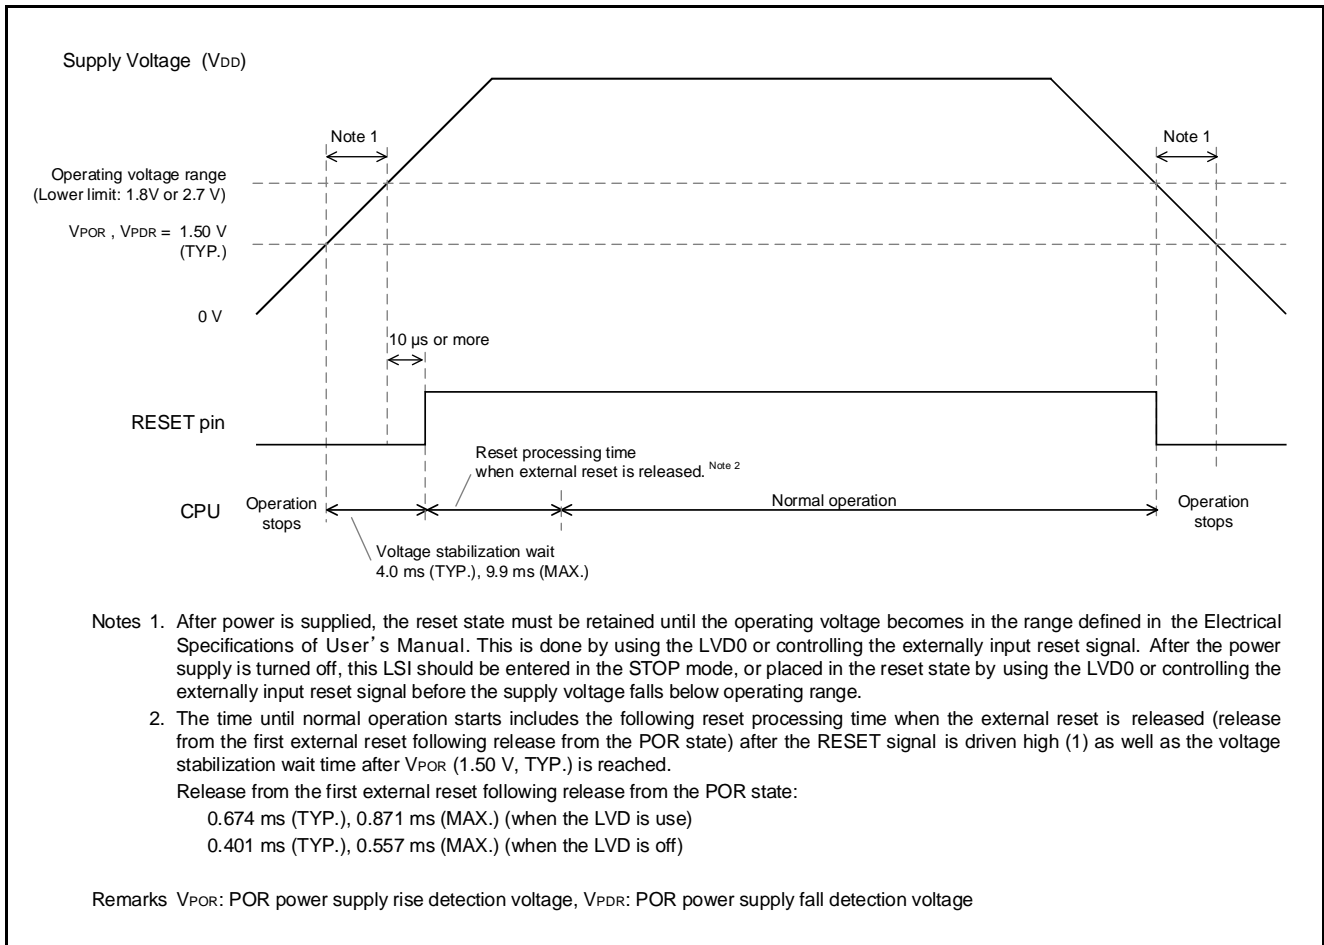 Supply Voltage (VDD)
Note 1
Note 1
Operating voltage range
(Lower limit: 1.8V or 2.7 V)
VPOR , VPDR = 1.50 V
(TYP.)
0 V
10 µs or more
RESET pin
Reset processing time
when external reset is released. Note 2
CPU
Operation
stops
Normal operation
Operation
stops
Voltage stabilization wait
4.0 ms (TYP.), 9.9 ms (MAX.)
Notes 1. After power is supplied, the reset state must be retained until the operating voltage becomes in the range defined in the Electrical
Specifications of User's Manual. This is done by using the LVD0 or controlling the externally input reset signal. After the power
supply is turned off, this LSI should be entered in the STOP mode, or placed in the reset state by using the LVD0 or controlling the
externally input reset signal before the supply voltage falls below operating range.
2. The time until normal operation starts includes the following reset processing time when the external reset is released (release
from the first external reset following release from the POR state) after the RESET signal is driven high (1) as well as the voltage
stabilization wait time after VPOR (1.50 V, TYP.) is reached.
Release from the first external reset following release from the POR state:
0.674 ms (TYP.), 0.871 ms (MAX.) (when the LVD is use)
0.401 ms (TYP.), 0.557 ms (MAX.) (when the LVD is off)
Remarks VPOR: POR power supply rise detection voltage, VPDR: POR power supply fall detection voltage